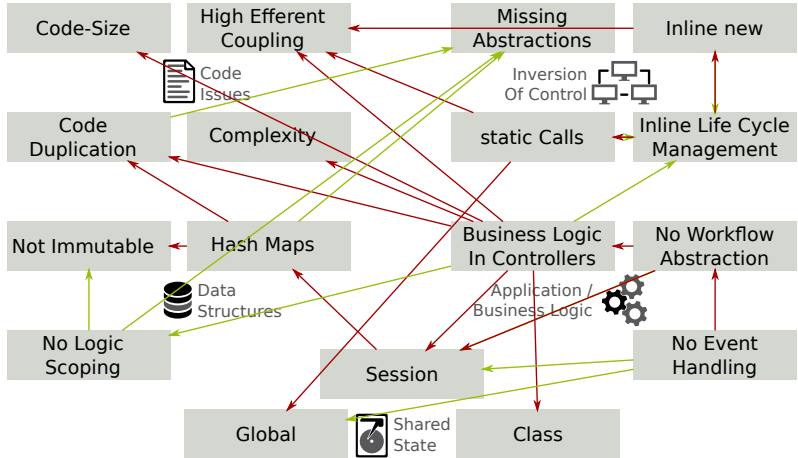 Code-Size
High Efferent
Coupling
Missing
Abstractions
Inline new
Code
Issues
Inversion
Of Control
Code
Duplication
Complexity
static Calls
Inline Life Cycle
Management
Not Immutable
Hash Maps
Business Logic
In Controllers
No Workflow
Abstraction
Data
Structures
Application /
Business Logic
No Logic
Scoping
Session
No Event
Handling
Global
Shared
State
Class